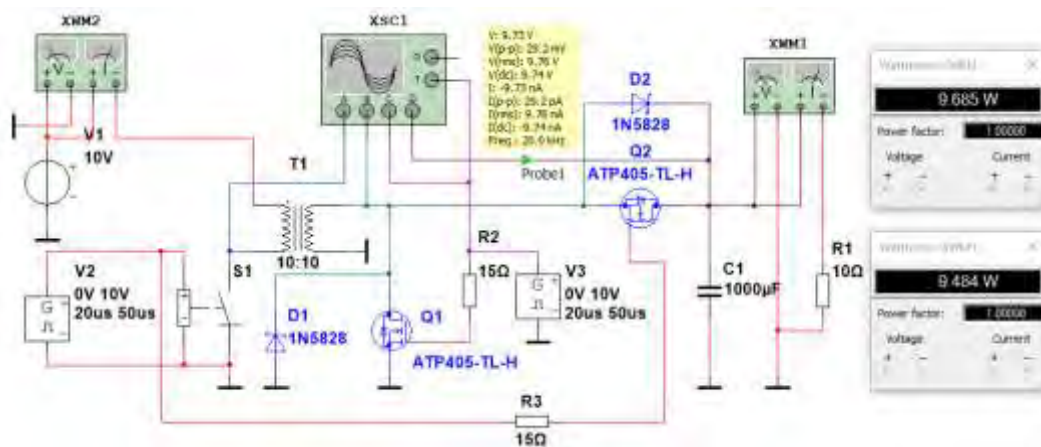 XWM2
XSC1
V: 9.73 V
V(p-p): 29.2 mV
V(rms): 9.76 V
V(dc): 9.74 V
I: -9.73 nA
I(p-p): 29.2 pA
I(rms): 9.76 nA
I(dc): -9.74 nA
Freq.: 20.0 kHz
Probe1
D2
1N5828
Q2
ATP405-TL-H
XWM1
9.685 W
Power factor: 1.00000
Voltage Current
+ - + -
9.484 W
Power factor: 1.00000
Voltage Current
+ - + -
V1
10V
T1
10:10
V2
0V 10V
20us 50us
S1
D1
1N5828
Q1
ATP405-TL-H
R2
15Ω
V3
0V 10V
20us 50us
C1
1000µF
R1
10Ω
R3
15Ω